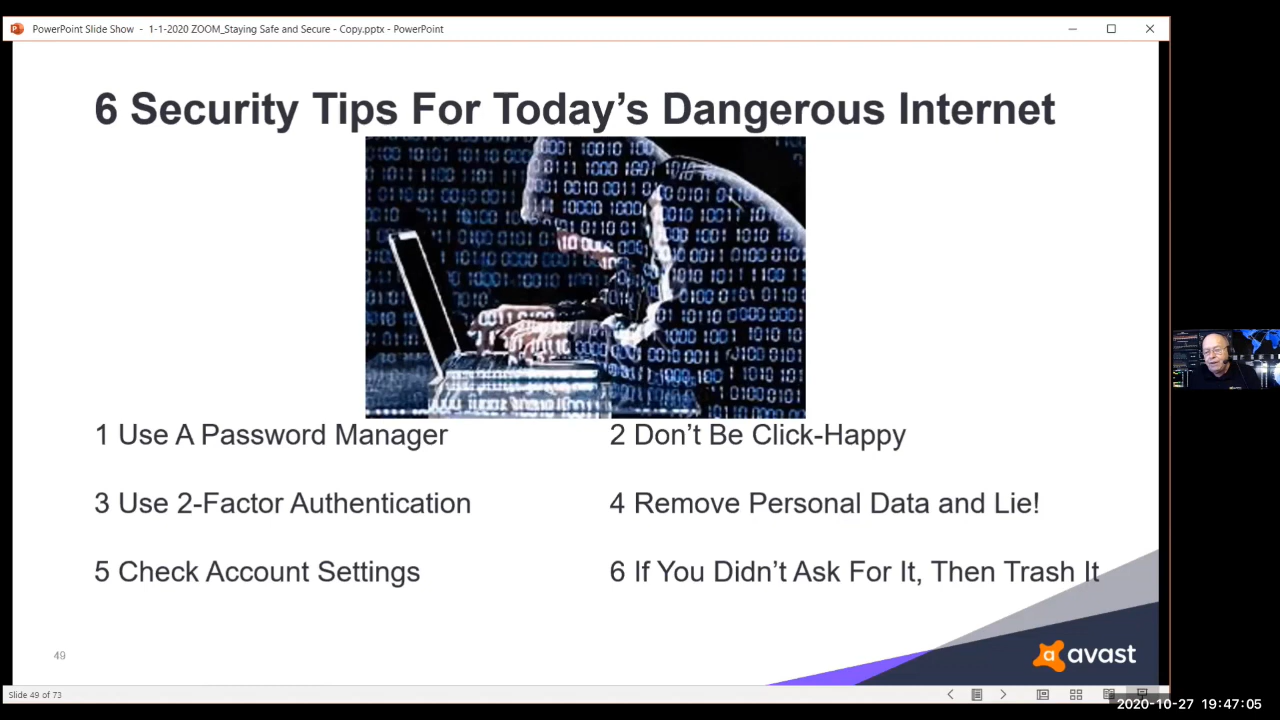 PowerPoint Slide Show - 1-1-2020 ZOOM_Staying Safe and Secure - Copy.pptx - PowerPoint
6 Security Tips For Today’s Dangerous Internet
1 Use A Password Manager
2 Don’t Be Click-Happy
3 Use 2-Factor Authentication
4 Remove Personal Data and Lie!
5 Check Account Settings
6 If You Didn’t Ask For It, Then Trash It
49
avast
Slide 49 of 73
2020-10-27 19:47:05